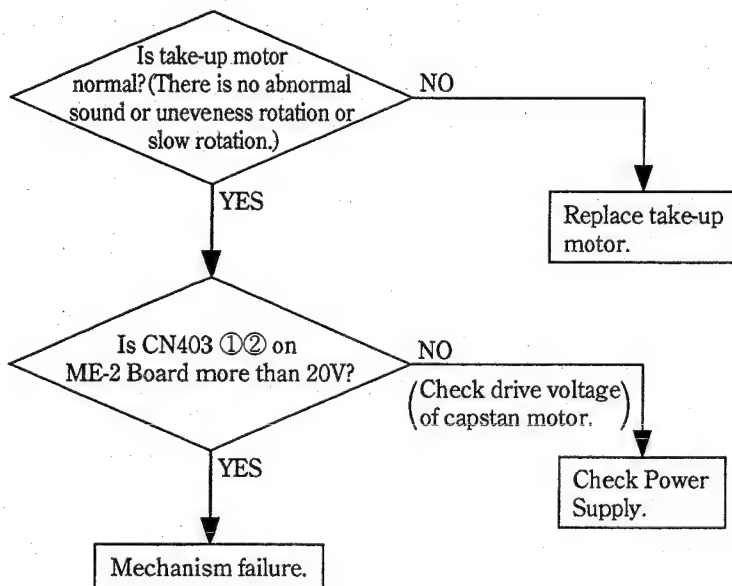 Is take-up motor
normal? (There is no abnormal
sound or uneveness rotation or
slow rotation.)
NO
YES
Replace take-up
motor.
Is CN403 ①② on
ME-2 Board more than 20V?
NO
(Check drive voltage
of capstan motor.)
YES
Check Power
Supply.
Mechanism failure.